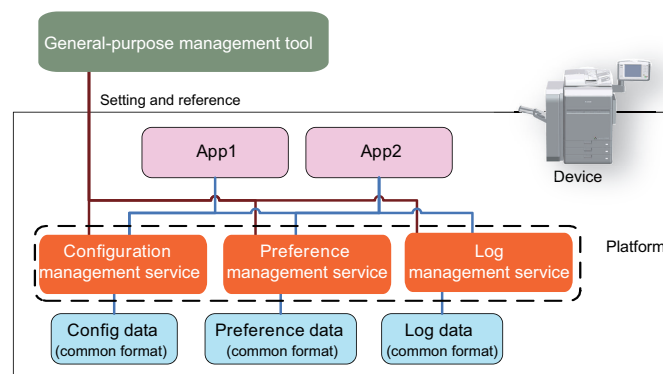 General-purpose management tool
Setting and reference
App1
App2
Device
Configuration
management service
Preference
management service
Log
management service
Platform
Config data
(common format)
Preference data
(common format)
Log data
(common format)